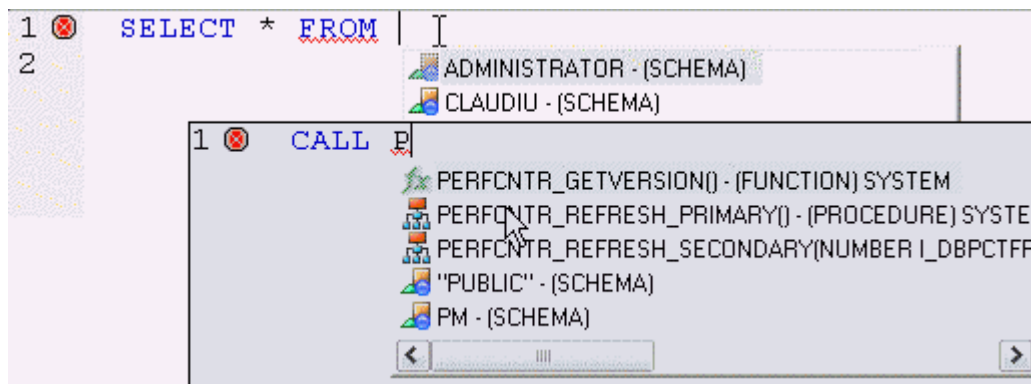 1 SELECT * FROM
2
ADMINISTRATOR - (SCHEMA)
CLAUDIU - (SCHEMA)
1 CALL P
PERFCNTR_GETVERSION() - (FUNCTION) SYSTEM
PERFCNTR_REFRESH_PRIMARY() - (PROCEDURE) SYSTE
PERFCNTR_REFRESH_SECONDARY(NUMBER I_DBPCTFR
"PUBLIC" - (SCHEMA)
PM - (SCHEMA)